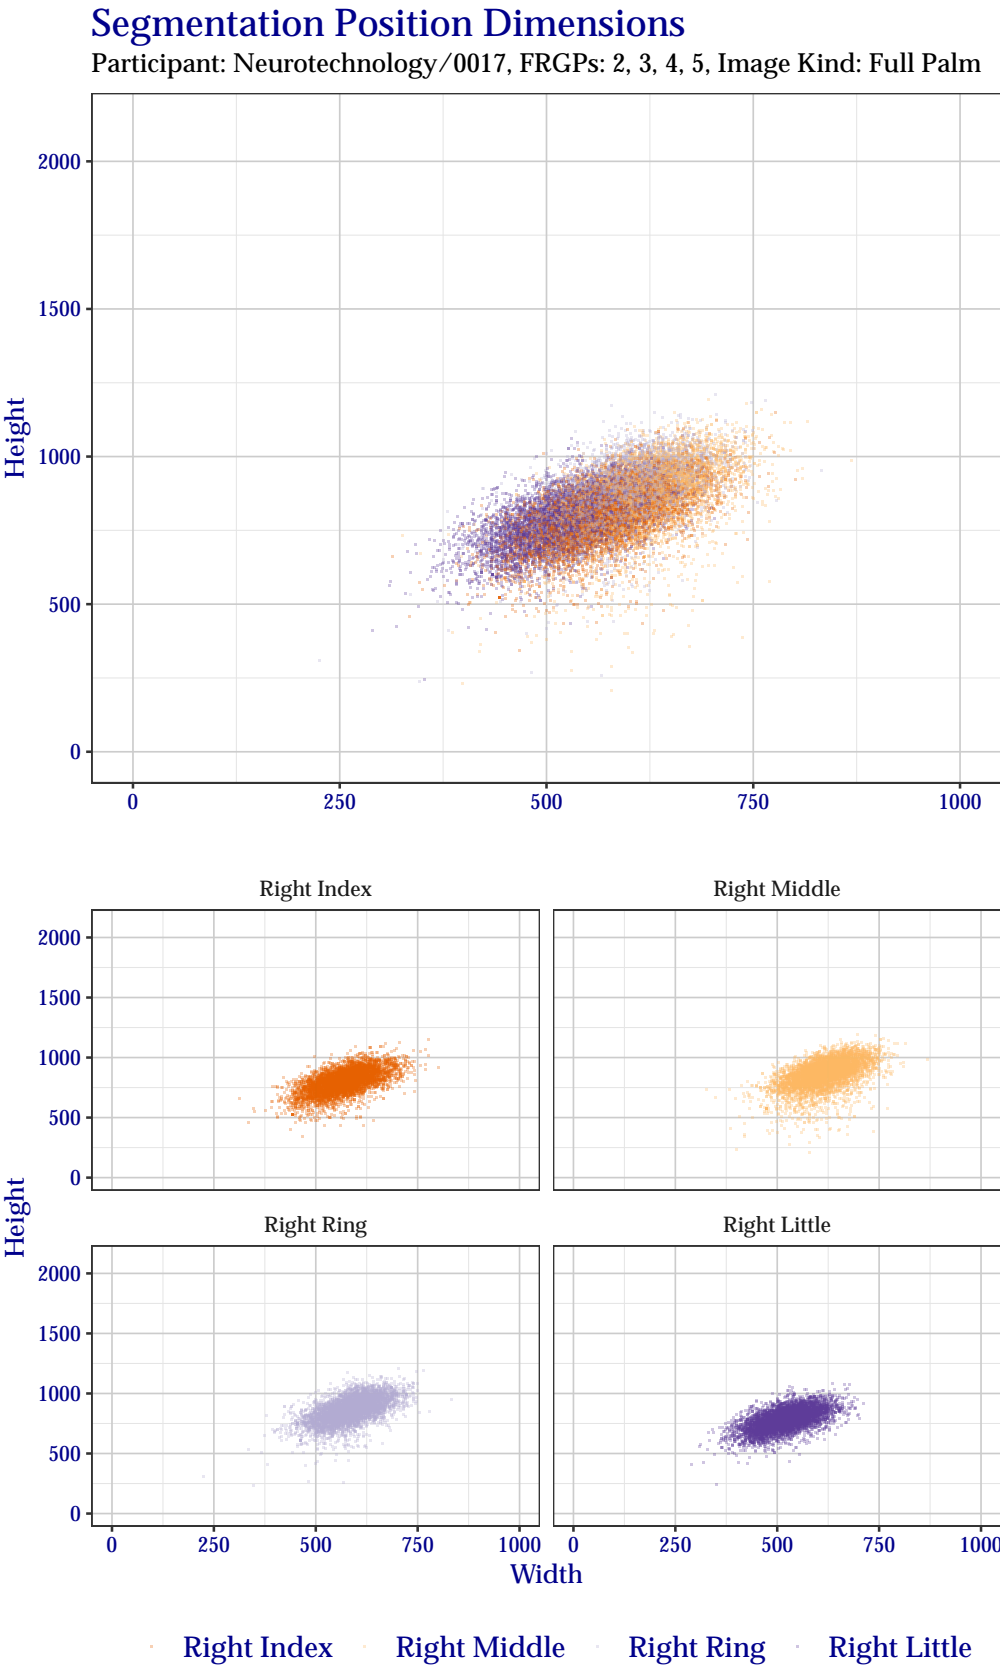 Segmentation Position Dimensions
Participant: Neurotechnology/0017, FRGPs: 2, 3, 4, 5, Image Kind: Full Palm
Height
2000
1500
1000
500
0
0 250 500 750 1000
Right Index Right Middle
2000
1500
1000
500
0
Height
Right Ring Right Little
2000
1500
1000
500
0
0 250 500 750 1000 0 250 500 750 1000
Width
Right Index Right Middle Right Ring Right Little